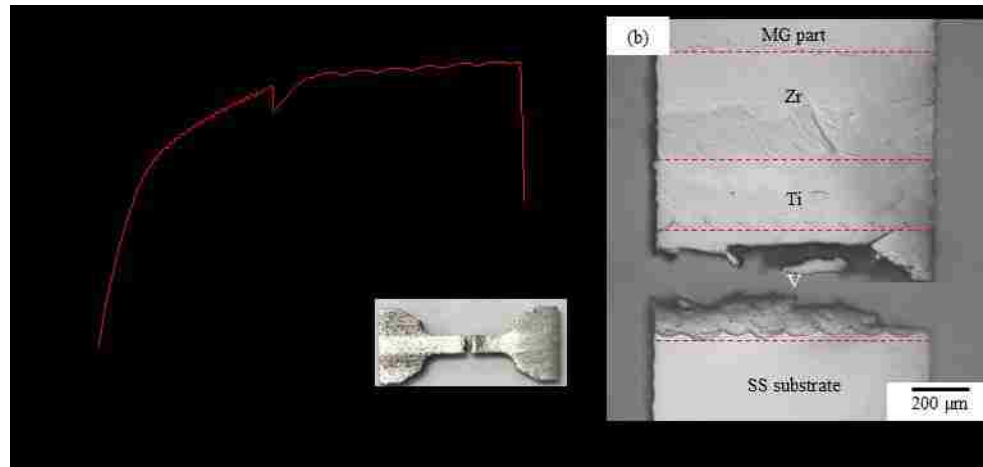 (b)
MG part
Zr
Ti
V
SS substrate
200 μm